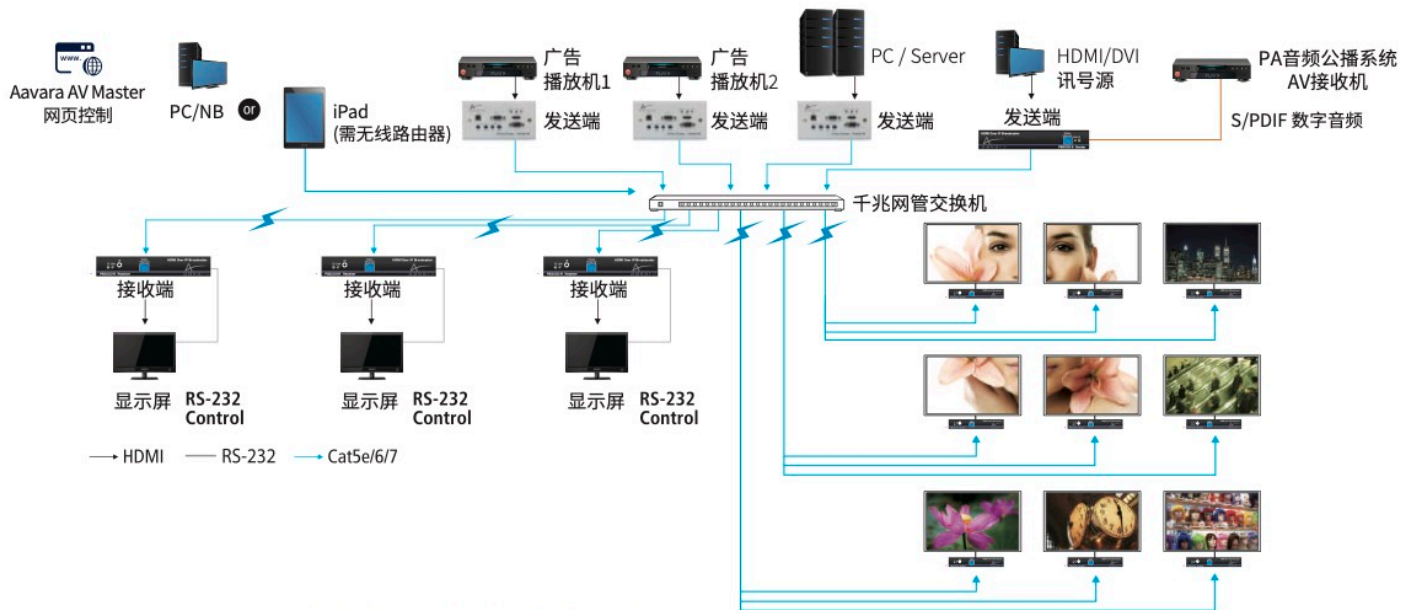 www.
Aavara AV Master
网页控制
PC/NB
or
iPad
(需无线路由器)
广告
播放机1
发送端
广告
播放机2
发送端
PC / Server
发送端
HDMI/DVI
讯号源
发送端
PA音频公播系统
AV接收机
S/PDIF 数字音频
千兆网管交换机
接收端
接收端
接收端
显示屏
RS-232
Control
显示屏
RS-232
Control
显示屏
RS-232
Control
HDMI
RS-232
Cat5e/6/7